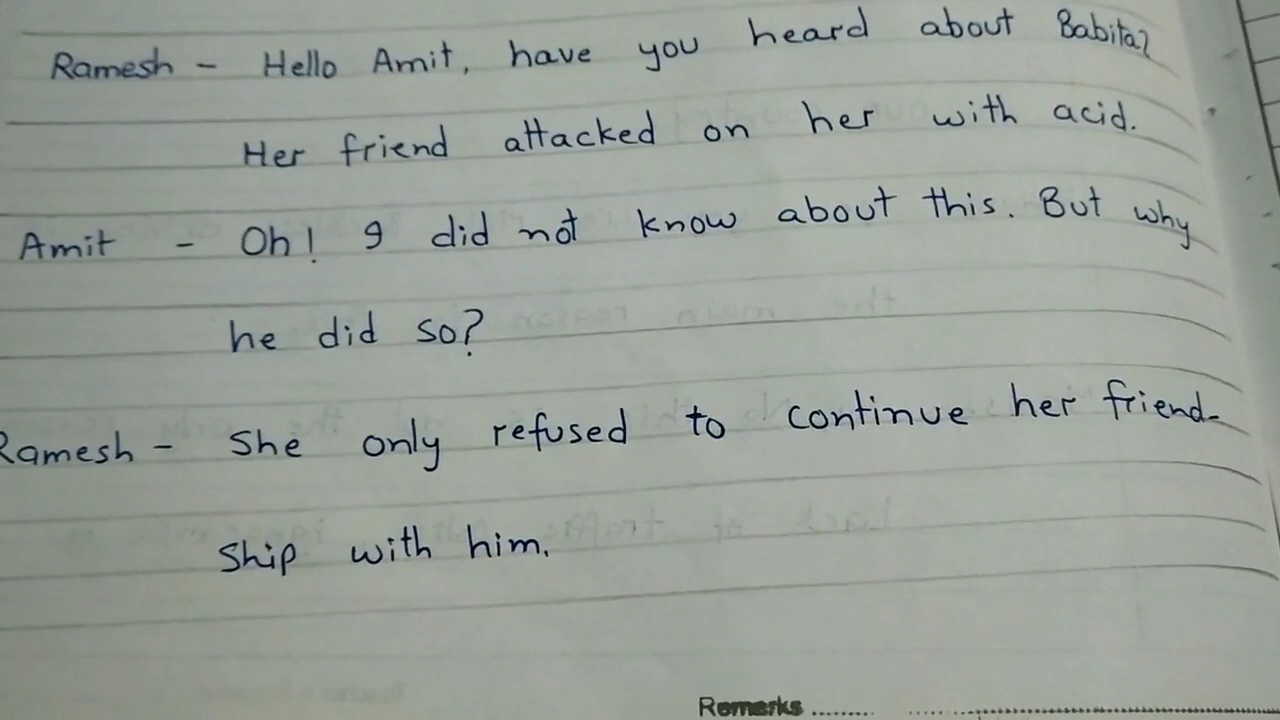 Ramesh - Hello Amit, have you heard about Babita?
Her friend attacked on her with acid.
Amit - Oh! I did not know about this. But why
he did so?
Ramesh - She only refused to continue her friend-
ship with him.
Remarks ..............................